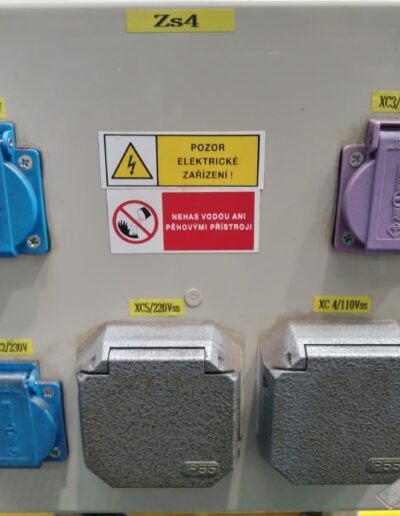 Zs4
XC3/
POZOR
ELEKTRICKÉ
ZAŘÍZENÍ !
NEHAS VODOU ANI
PĚNOVÝMI PŘÍSTROJI
XC5/220Vss
XC 4/110Vss
2/230V
IP55
IP55